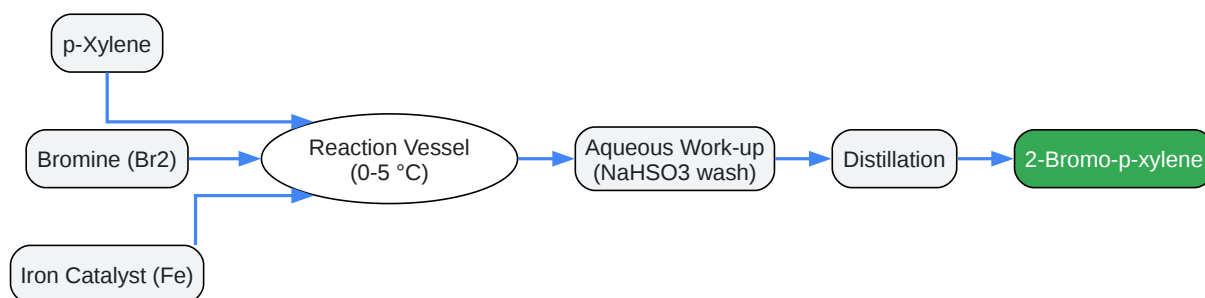 p-Xylene
Bromine (Br2)
Iron Catalyst (Fe)
Reaction Vessel
(0-5 °C)
Aqueous Work-up
(NaHSO3 wash)
Distillation
2-Bromo-p-xylene